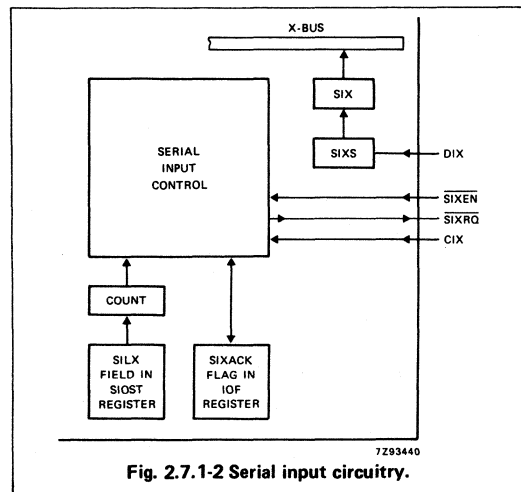 X-BUS
SIX
SIXS
DIX
SERIAL
INPUT
CONTROL
SIXEN
SIXRQ
CIX
COUNT
SILX
FIELD IN
SIOST
REGISTER
SIXACK
FLAG IN
IOF
REGISTER
7Z93440
Fig. 2.7.1-2 Serial input circuitry.